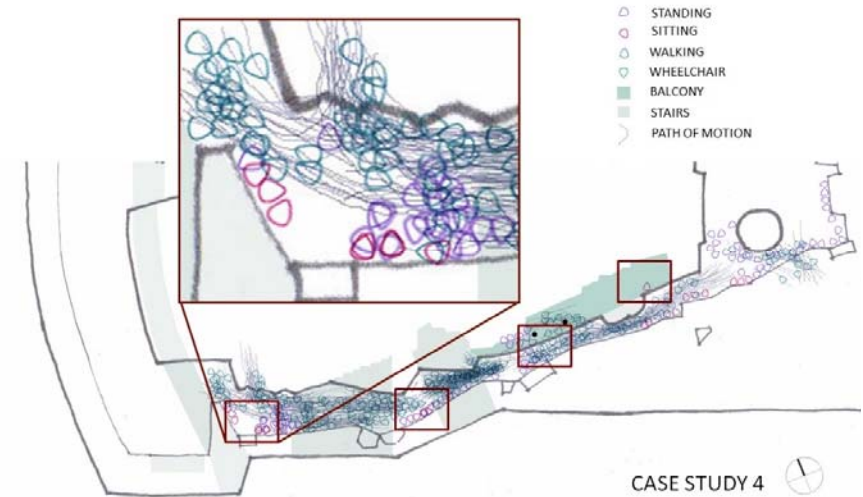 STANDING
SITTING
WALKING
WHEELCHAIR
BALCONY
STAIRS
PATH OF MOTION
CASE STUDY 4